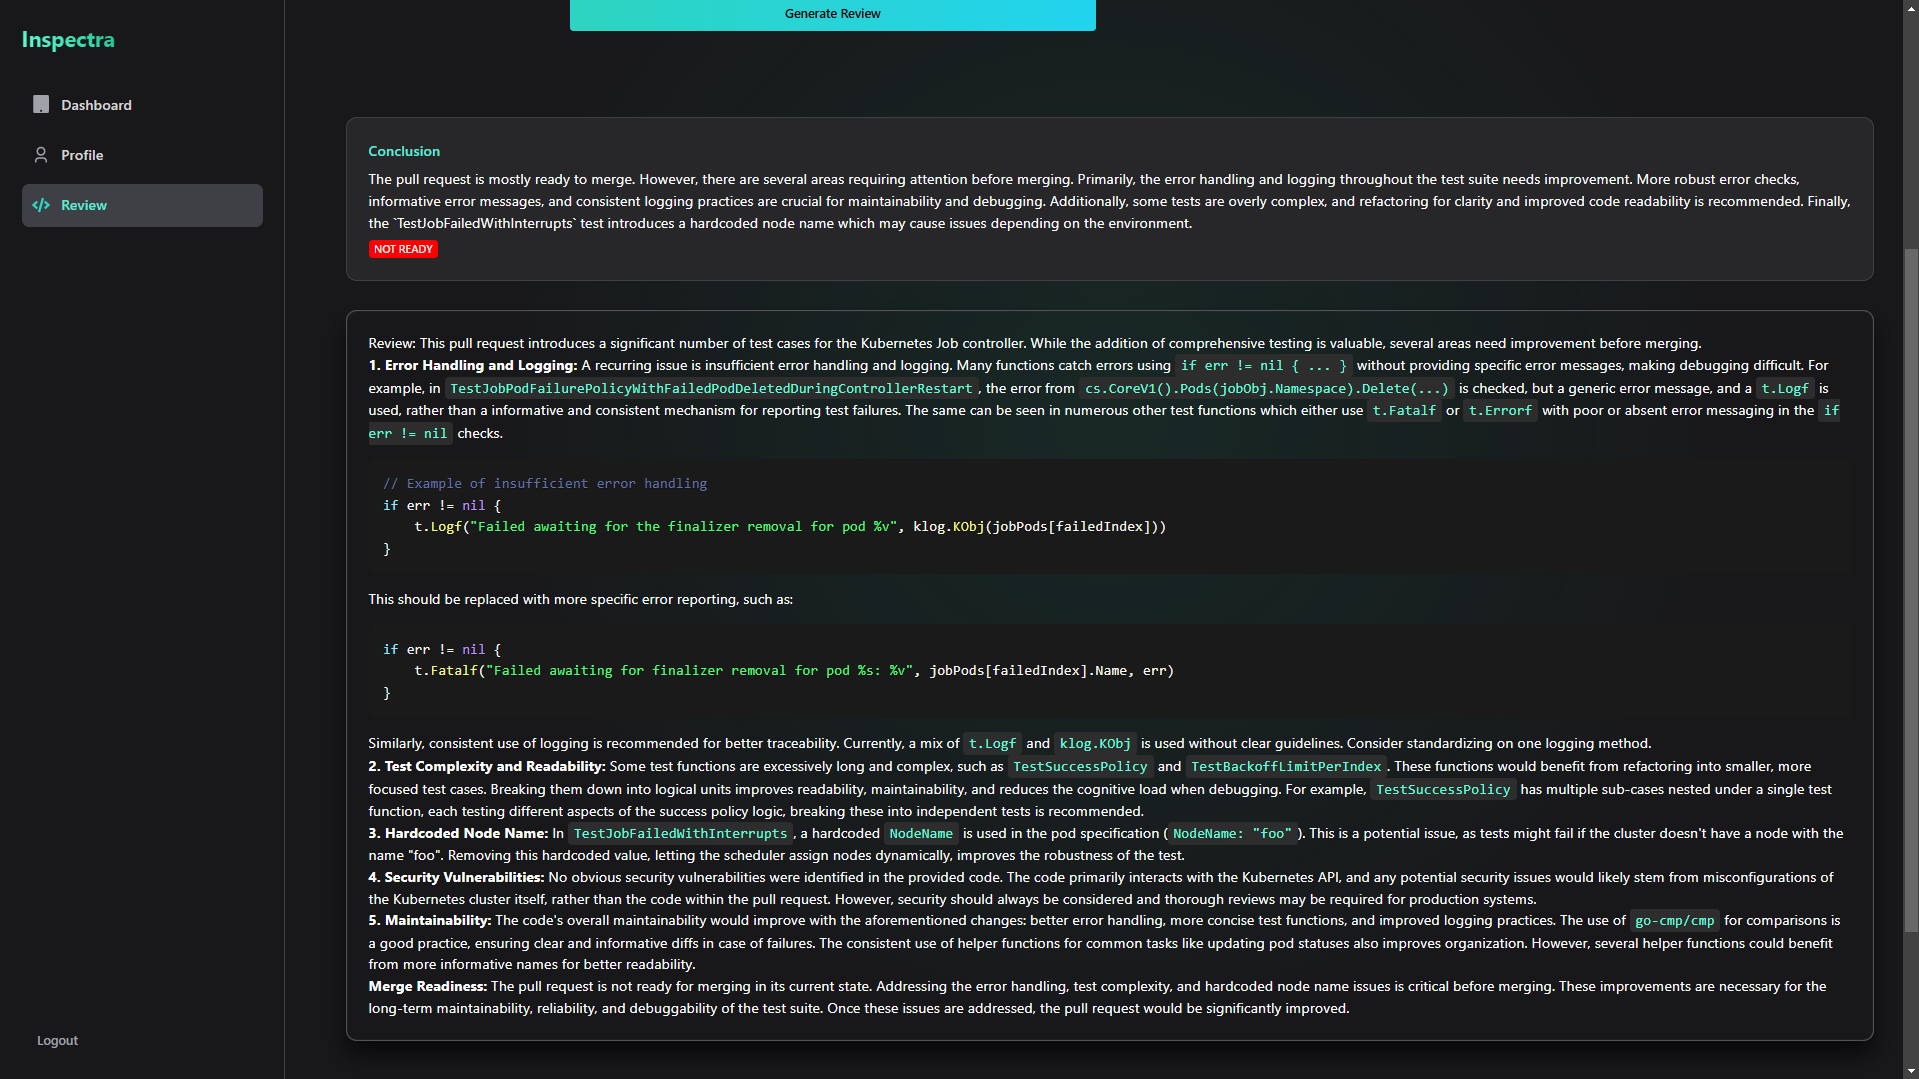 Generate Review
Inspectra
Dashboard
Profile
Review
Logout
Conclusion
The pull request is mostly ready to merge. However, there are several areas requiring attention before merging. Primarily, the error handling and logging throughout the test suite needs improvement. More robust error checks,
informative error messages, and consistent logging practices are crucial for maintainability and debugging. Additionally, some tests are overly complex, and refactoring for clarity and improved code readability is recommended. Finally,
the `TestJobFailedWithInterrupts` test introduces a hardcoded node name which may cause issues depending on the environment.
NOT READY
Review: This pull request introduces a significant number of test cases for the Kubernetes Job controller. While the addition of comprehensive testing is valuable, several areas need improvement before merging.
1. Error Handling and Logging: A recurring issue is insufficient error handling and logging. Many functions catch errors using if err != nil { ... } without providing specific error messages, making debugging difficult. For
example, in TestJobPodFailurePolicyWithFailedPodDeletedDuringControllerRestart, the error from cs.CoreV1().Pods(jobObj.Namespace).Delete(...) is checked, but a generic error message, and a t.Logf is
used, rather than a informative and consistent mechanism for reporting test failures. The same can be seen in numerous other test functions which either use t.Fatalf or t.Errorf with poor or absent error messaging in the if
err != nil checks.
// Example of insufficient error handling
if err != nil {
    t.Logf("Failed awaiting for the finalizer removal for pod %v", klog.KObj(jobPods[failedIndex]))
}
This should be replaced with more specific error reporting, such as:
if err != nil {
    t.Fatalf("Failed awaiting for finalizer removal for pod %s: %v", jobPods[failedIndex].Name, err)
}
Similarly, consistent use of logging is recommended for better traceability. Currently, a mix of t.Logf and klog.KObj is used without clear guidelines. Consider standardizing on one logging method.
2. Test Complexity and Readability: Some test functions are excessively long and complex, such as TestSuccessPolicy and TestBackoffLimitPerIndex. These functions would benefit from refactoring into smaller, more
focused test cases. Breaking them down into logical units improves readability, maintainability, and reduces the cognitive load when debugging. For example, TestSuccessPolicy has multiple sub-cases nested under a single test
function, each testing different aspects of the success policy logic, breaking these into independent tests is recommended.
3. Hardcoded Node Name: In TestJobFailedWithInterrupts, a hardcoded NodeName is used in the pod specification (NodeName: "foo"). This is a potential issue, as tests might fail if the cluster doesn't have a node with the
name "foo". Removing this hardcoded value, letting the scheduler assign nodes dynamically, improves the robustness of the test.
4. Security Vulnerabilities: No obvious security vulnerabilities were identified in the provided code. The code primarily interacts with the Kubernetes API, and any potential security issues would likely stem from misconfigurations of
the Kubernetes cluster itself, rather than the code within the pull request. However, security should always be considered and thorough reviews may be required for production systems.
5. Maintainability: The code's overall maintainability would improve with the aforementioned changes: better error handling, more concise test functions, and improved logging practices. The use of go-cmp/cmp for comparisons is
a good practice, ensuring clear and informative diffs in case of failures. The consistent use of helper functions for common tasks like updating pod statuses also improves organization. However, several helper functions could benefit
from more informative names for better readability.
Merge Readiness: The pull request is not ready for merging in its current state. Addressing the error handling, test complexity, and hardcoded node name issues is critical before merging. These improvements are necessary for the
long-term maintainability, reliability, and debuggability of the test suite. Once these issues are addressed, the pull request would be significantly improved.